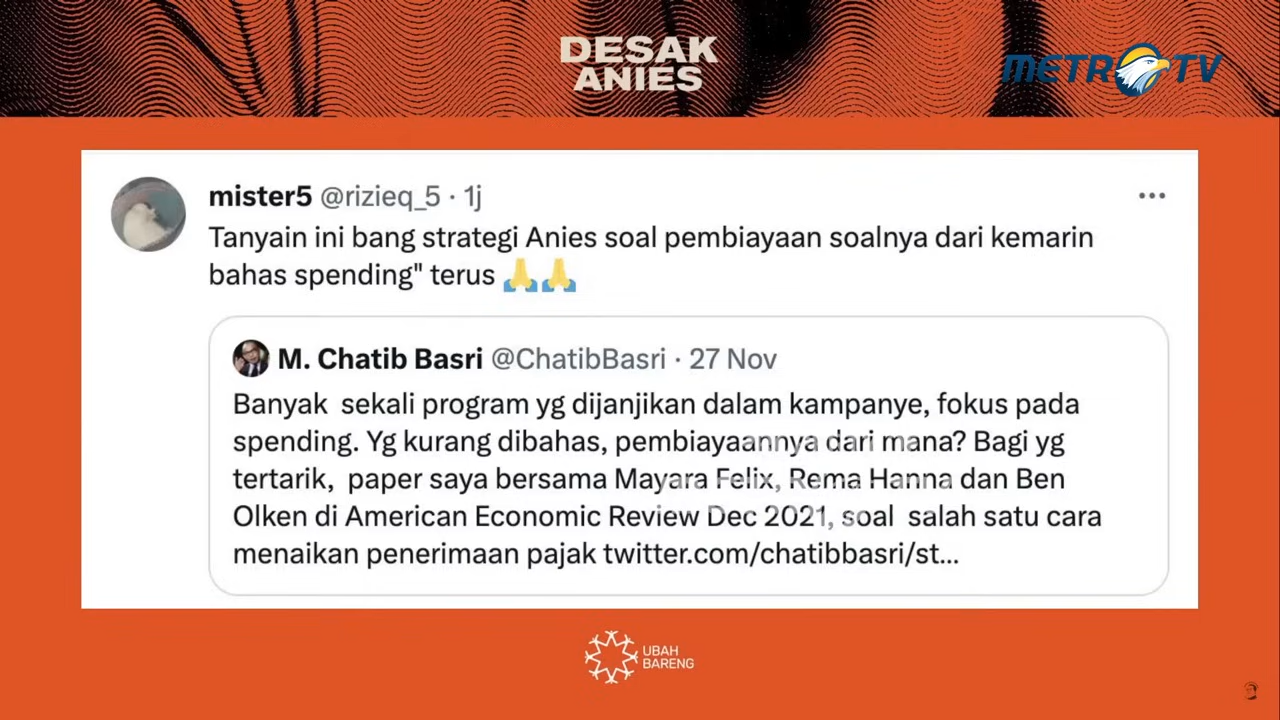 DESAK
ANIES
METRO TV
mister5 @rizieq_5 · 1j
Tanyain ini bang strategi Anies soal pembiayaan soalnya dari kemarin
bahas spending" terus 🙏🙏
M. Chatib Basri @ChatibBasri · 27 Nov
Banyak  sekali program yg dijanjikan dalam kampanye, fokus pada
spending. Yg kurang dibahas, pembiayaannya dari mana? Bagi yg
tertarik,  paper saya bersama Mayara Felix, Rema Hanna dan Ben
Olken di American Economic Review Dec 2021, soal  salah satu cara
menaikan penerimaan pajak twitter.com/chatibbasri/st...
UBAH
BARENG